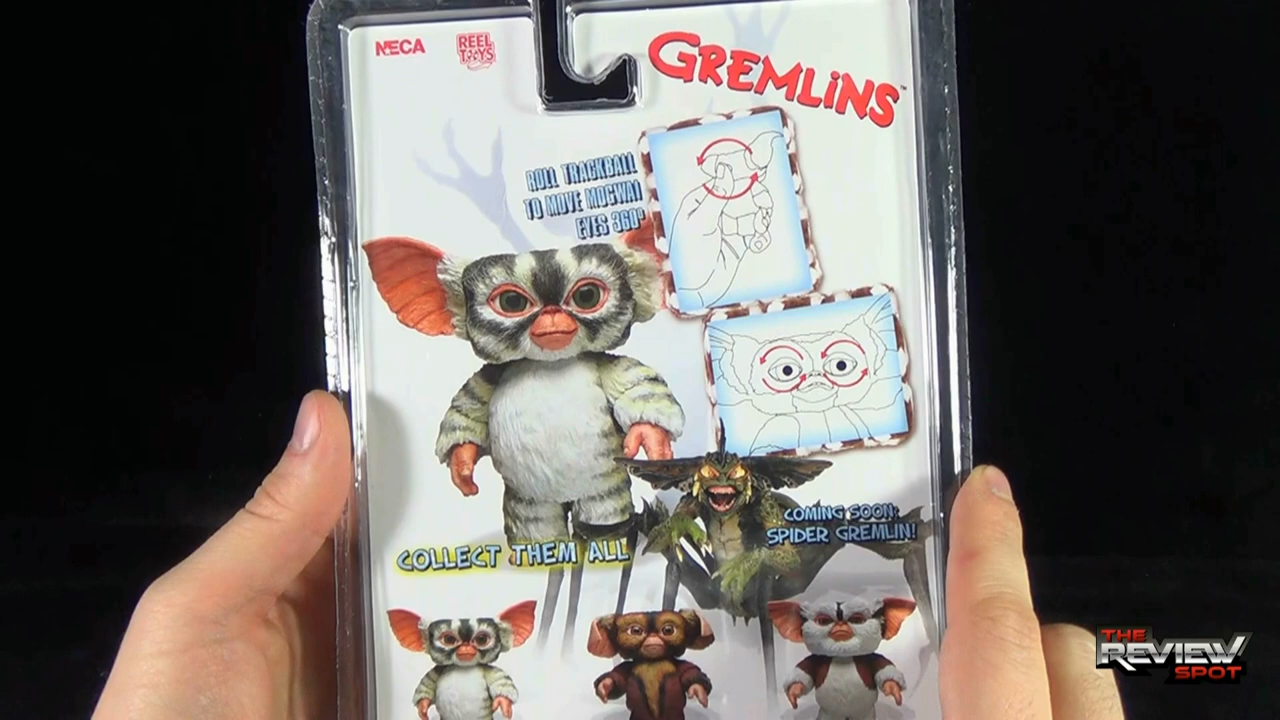 NECA
REEL
TOYS
GREMLINS™
ROLL TRACKBALL
TO MOVE MOGWAI
EYES 360°
COMING SOON:
SPIDER GREMLIN!
COLLECT THEM ALL
THE
REVIEW
SPOT